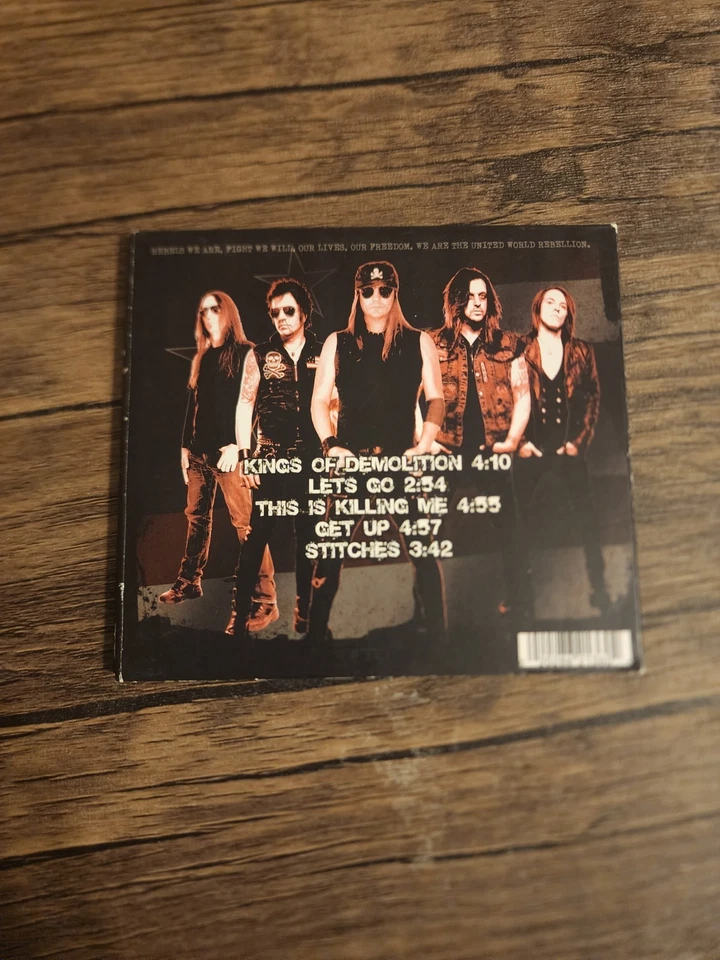 REBELS WE ARE, FIGHT WE WILL, OUR LIVES, OUR FREEDOM, WE ARE THE UNITED WORLD REBELLION.
KINGS OF DEMOLITION 4:10
LETS GO 2:54
THIS IS KILLING ME 4:55
GET UP 4:57
STITCHES 3:42